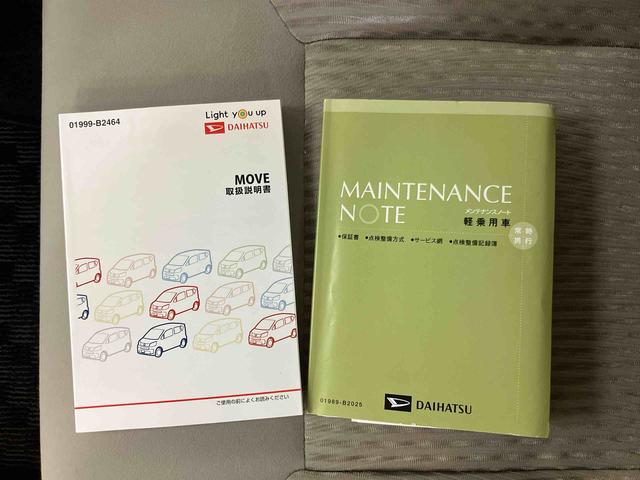 01999-B2464
Light you up
DAIHATSU
MOVE
取扱説明書
ご使用の前によくお読みください
MAINTENANCE
NOTE
メンテナンスノート
軽乗用車
常時
携行
●保証書 ●点検整備方式 ●サービス網 ●点検整備記録簿
01989-B2025
DAIHATSU